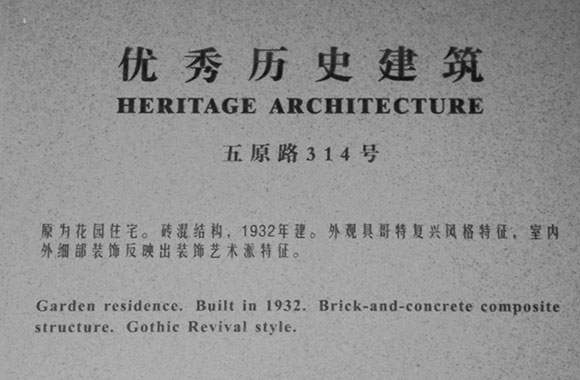 优秀历史建筑
HERITAGE ARCHITECTURE
五原路314号
原为花园住宅。砖混结构，1932年建。外观具哥特复兴风格特征，室内
外细部装饰反映出装饰艺术派特征。
Garden residence. Built in 1932. Brick-and-concrete composite
structure. Gothic Revival style.